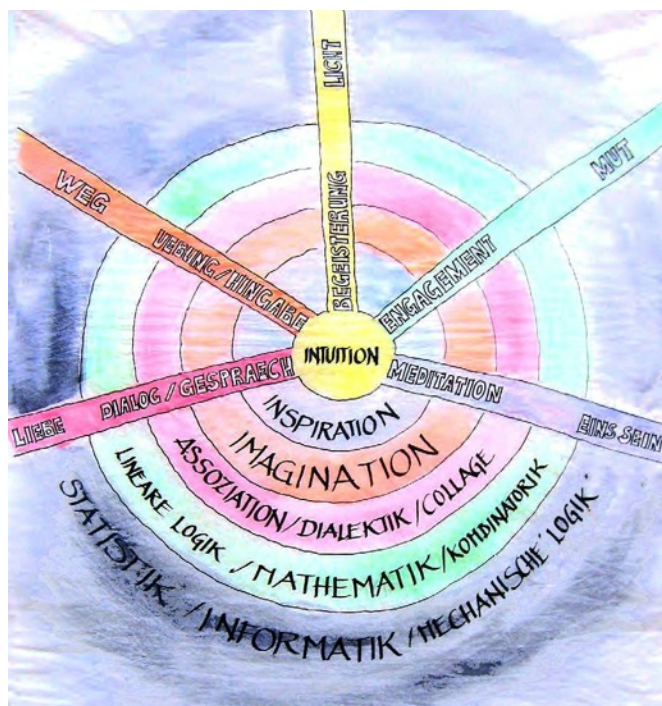 LICHT
BEGEISTERUNG
WEG
UEBUNG/HINGABE
MUT
ENGAGEMENT
LIEBE
DIALOG/GESPRAECH
MEDITATION
EINS SEIN
INTUITION
INSPIRATION
IMAGINATION
ASSOZIATION/DIALEKTIK/COLLAGE
LINEARE LOGIK/MATHEMATIK/KOMBINATORIK
STATISTIK/INFORMATIK/MECHANISCHE "LOGIK"